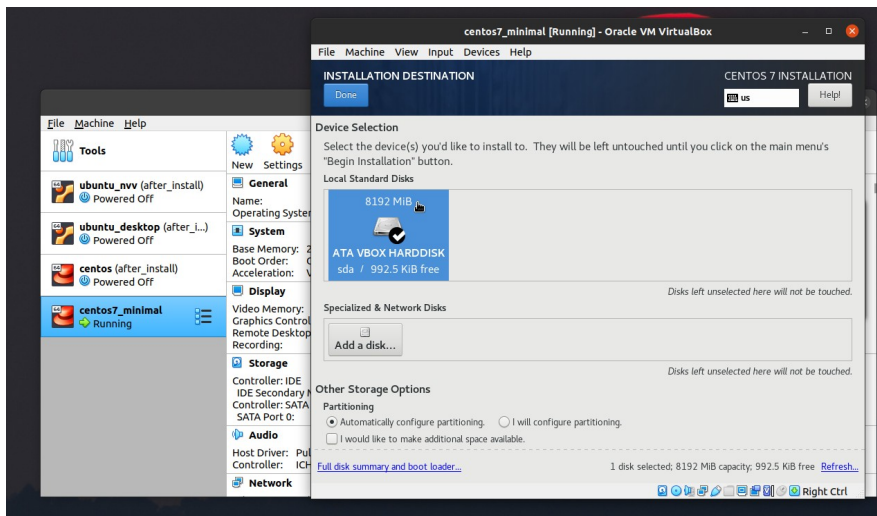 centos7_minimal [Running] - Oracle VM VirtualBox
File Machine View Input Devices Help
INSTALLATION DESTINATION
CENTOS 7 INSTALLATION
Done
us
Help!
Device Selection
Select the device(s) you'd like to install to. They will be left untouched until you click on the main menu's
"Begin Installation" button.
Local Standard Disks
8192 MiB
ATA VBOX HARDDISK
sda / 992.5 KiB free
Disks left unselected here will not be touched.
Specialized & Network Disks
Add a disk...
Disks left unselected here will not be touched.
Other Storage Options
Partitioning
Automatically configure partitioning. I will configure partitioning.
I would like to make additional space available.
Full disk summary and boot loader...
1 disk selected; 8192 MiB capacity; 992.5 KiB free Refresh...
Right Ctrl
File Machine Help
Tools
New Settings
64 ubuntu_nvv (after_install)
Powered Off
64 ubuntu_desktop (after_i...)
Powered Off
64 centos (after_install)
Powered Off
64 centos7_minimal
Running
General
Name:
Operating Syster
System
Base Memory: 2
Boot Order:
Acceleration:
Display
Video Memory:
Graphics Control
Remote Desktop
Recording:
Storage
Controller: IDE
IDE Secondary
Controller: SATA
SATA Port 0:
Audio
Host Driver: Pul
Controller: ICH
Network